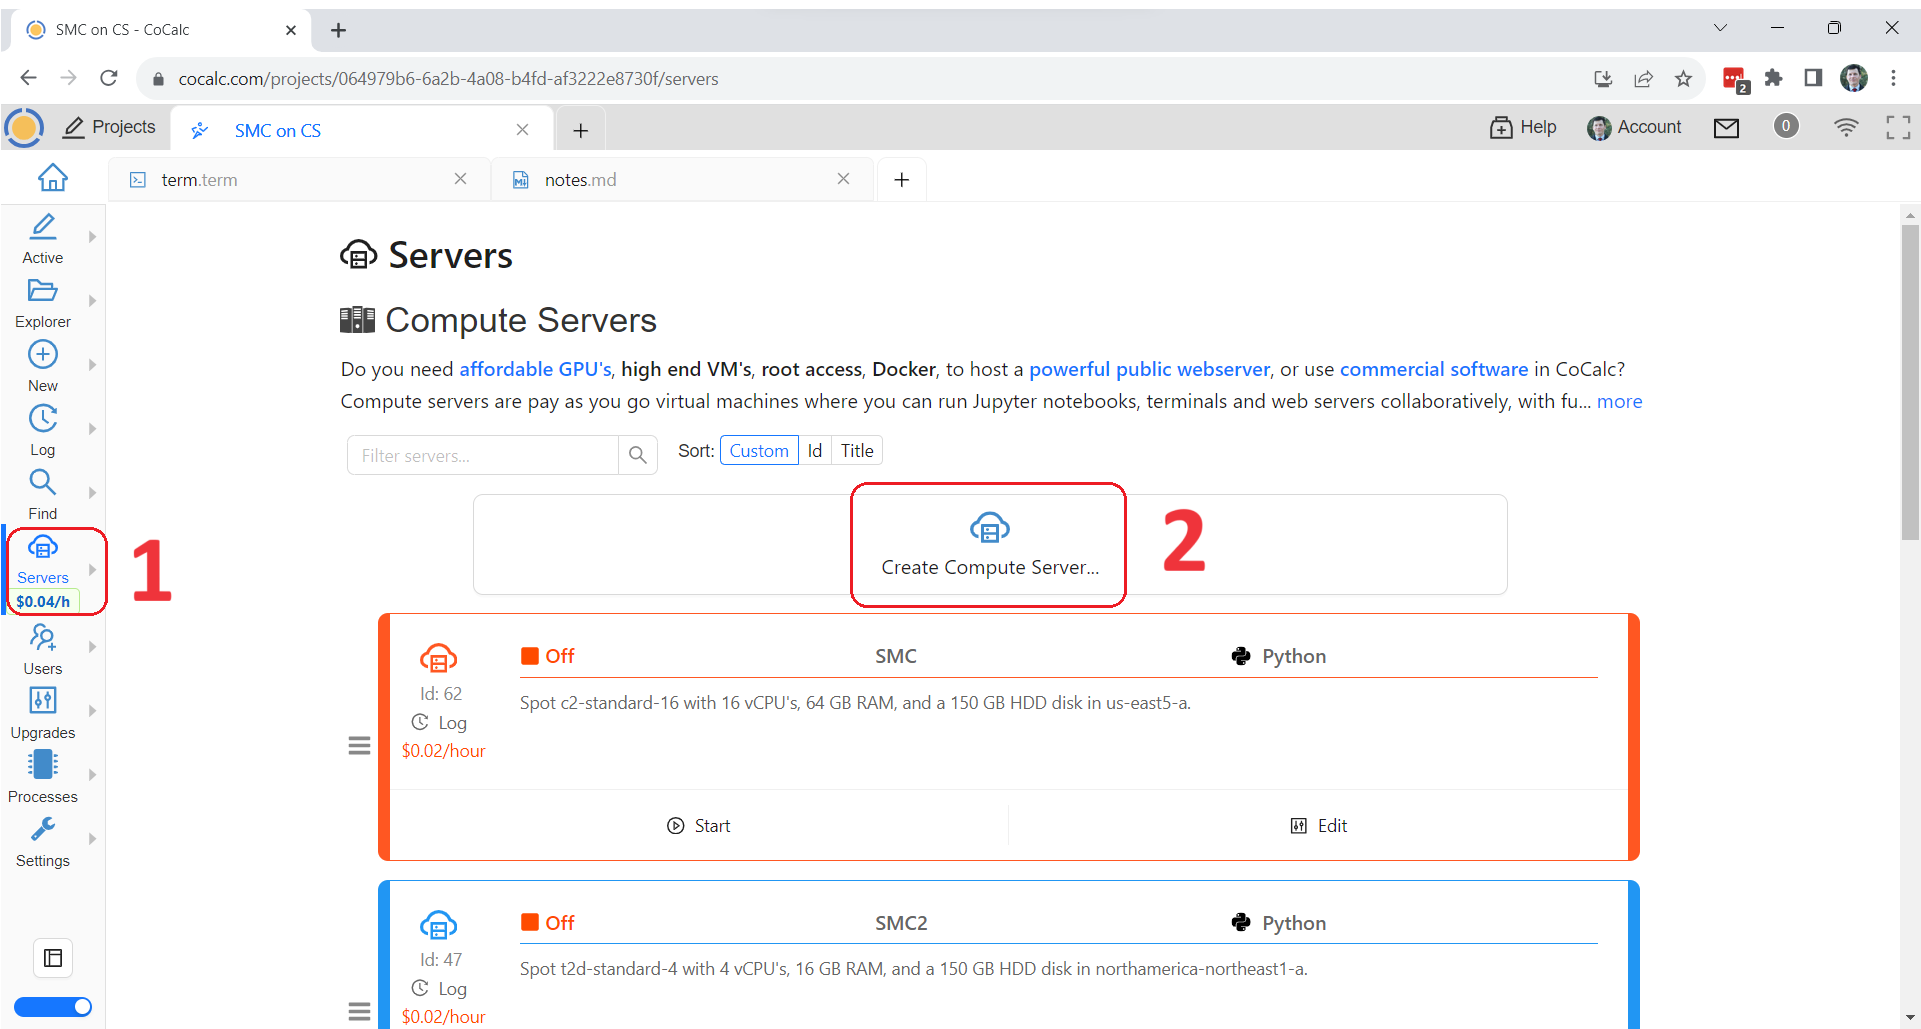 SMC on CS - CoCalc
cocalc.com/projects/064979b6-6a2b-4a08-b4fd-af3222e8730f/servers
2
Projects
SMC on CS
Help
Account
0
term.term
notes.md
Active
Explorer
New
Log
Find
Servers
$0.04/h
Users
Upgrades
Processes
Settings
1
Servers
Compute Servers
Do you need affordable GPU's, high end VM's, root access, Docker, to host a powerful public webserver, or use commercial software in CoCalc?
Compute servers are pay as you go virtual machines where you can run Jupyter notebooks, terminals and web servers collaboratively, with fu... more
Filter servers...
Sort: Custom Id Title
Create Compute Server...
2
Off SMC Python
Id: 62
Log
$0.02/hour
Spot c2-standard-16 with 16 vCPU's, 64 GB RAM, and a 150 GB HDD disk in us-east5-a.
Start
Edit
Off SMC2 Python
Id: 47
Log
$0.02/hour
Spot t2d-standard-4 with 4 vCPU's, 16 GB RAM, and a 150 GB HDD disk in northamerica-northeast1-a.